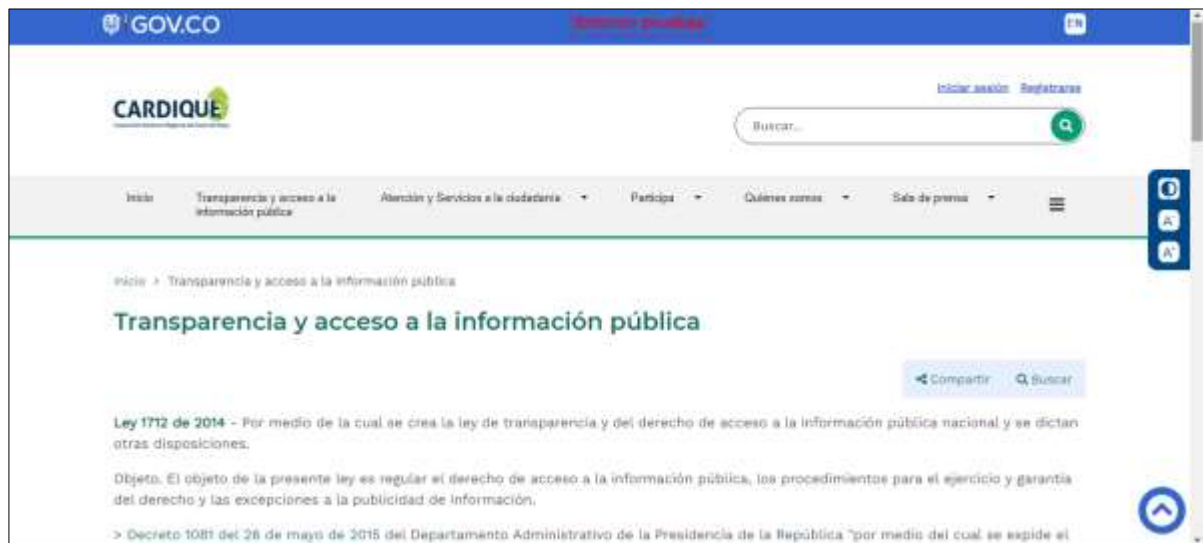 GOV.CO
Entorno pruebas
EN
CARDIQUE
Iniciar sesión Registrarse
Buscar...
Inicio
Transparencia y acceso a la
información pública
Atención y Servicios a la ciudadanía
Participa
Quiénes somos
Sala de prensa
A-
A+
Inicio > Transparencia y acceso a la información pública
Transparencia y acceso a la información pública
Compartir Buscar
Ley 1712 de 2014 - Por medio de la cual se crea la ley de transparencia y del derecho de acceso a la información pública nacional y se dictan
otras disposiciones.
Objeto. El objeto de la presente ley es regular el derecho de acceso a la información pública, los procedimientos para el ejercicio y garantía
del derecho y las excepciones a la publicidad de información.
> Decreto 1081 del 26 de mayo de 2015 del Departamento Administrativo de la Presidencia de la República "por medio del cual se expide el